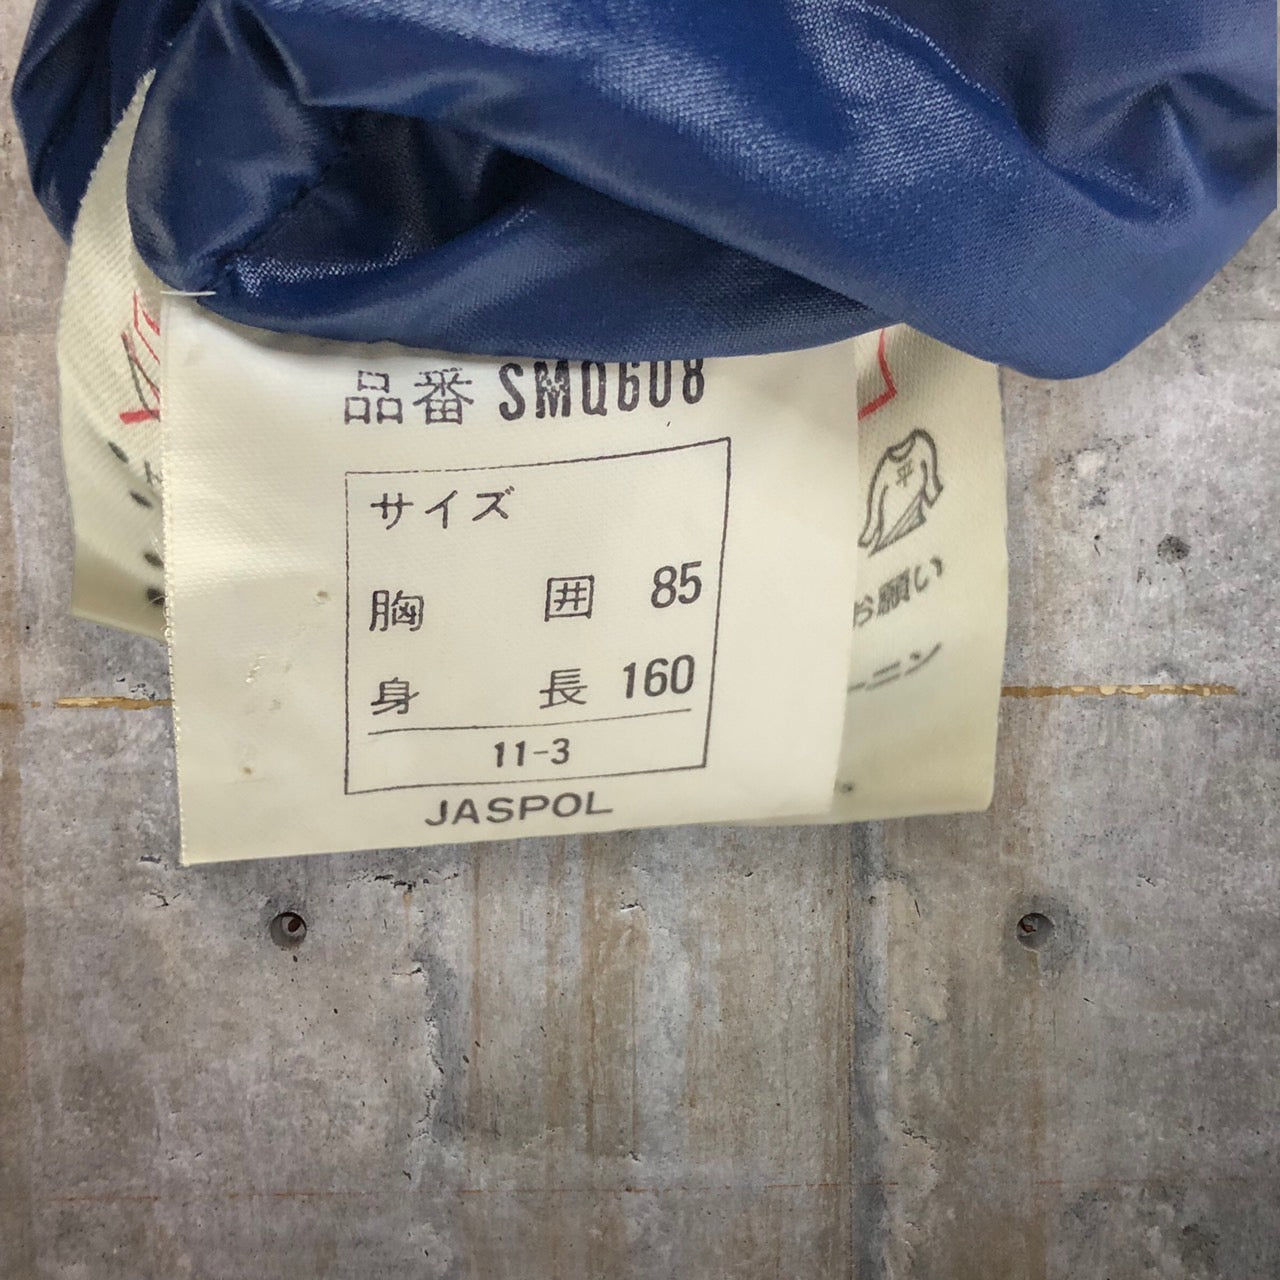 品番 SMQ608
サイズ
胸 囲 85
身 長 160
11-3
JASPOL
平
お願い
ーニン